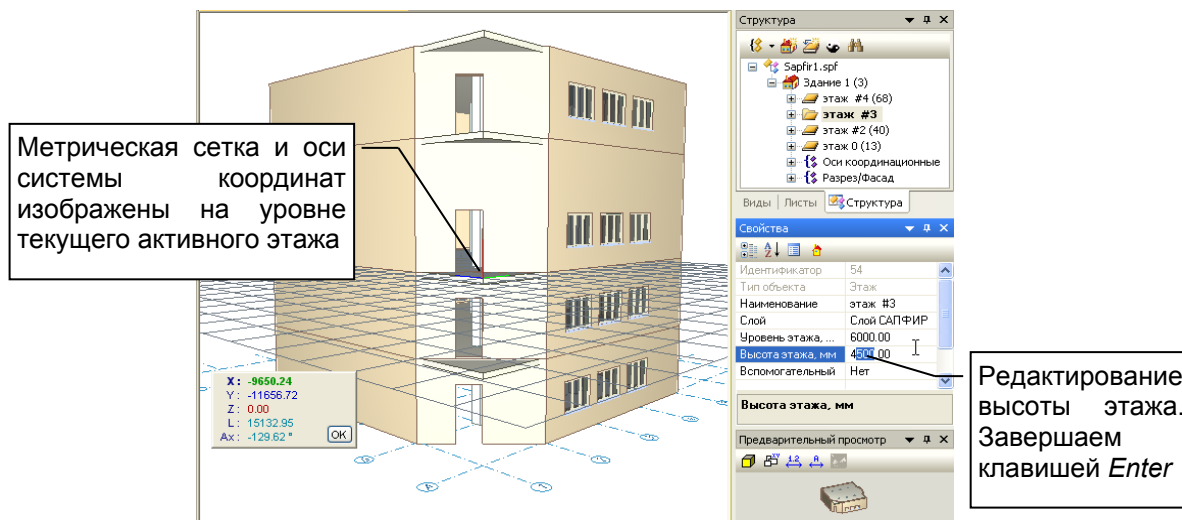 Метрическая сетка и оси
системы координат
изображены на уровне
текущего активного этажа
X: -9650.24
Y: -11656.72
Z: 0.00
L: 15132.95
Ax: -129.62 °
OK
Структура
Sapfir1.spf
Здание 1 (3)
этаж #4 (68)
этаж #3
этаж #2 (40)
этаж 0 (13)
Оси координационные
Разрез/Фасад
Виды Листы Структура
Свойства
Идентификатор 54
Тип объекта Этаж
Наименование этаж #3
Слой Слой САПФИР
Уровень этажа, ... 6000.00
Высота этажа, мм 4500.00
Вспомогательный Нет
Высота этажа, мм
Предварительный просмотр
Редактирование
высоты этажа.
Завершаем
клавишей Enter